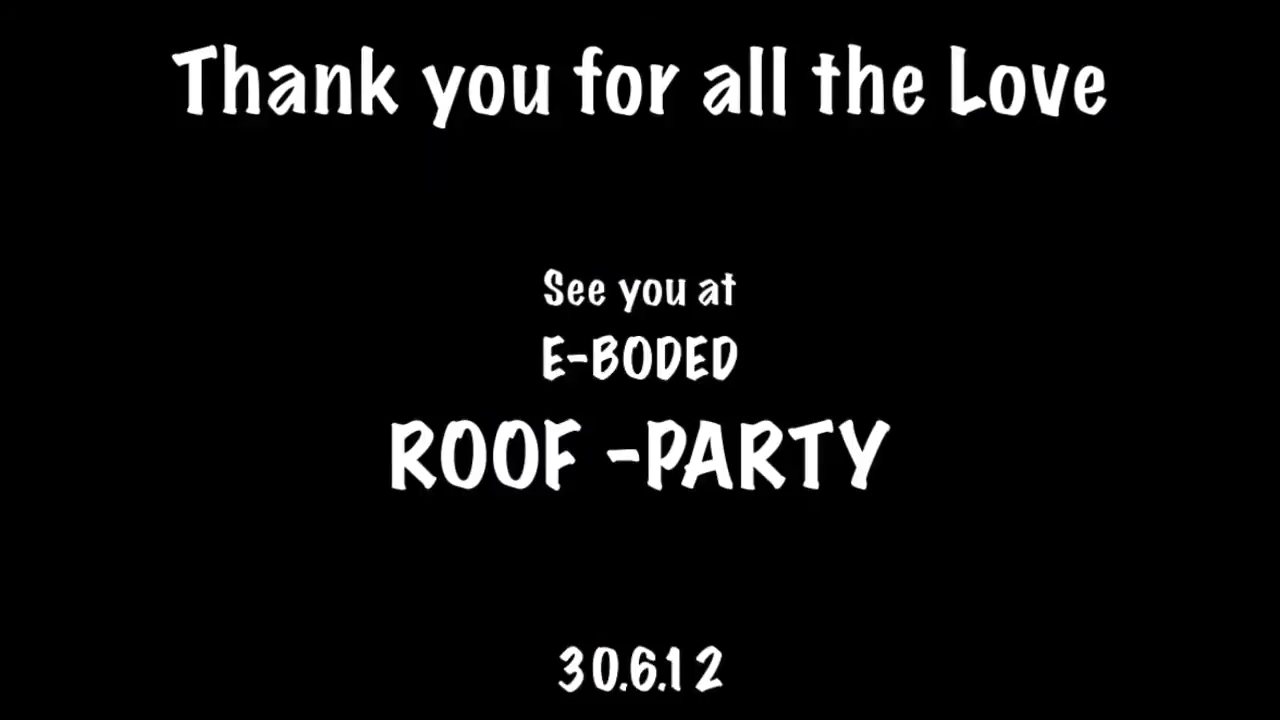 Thank you for all the Love
See you at
E-BODED
ROOF -PARTY
30.6.12